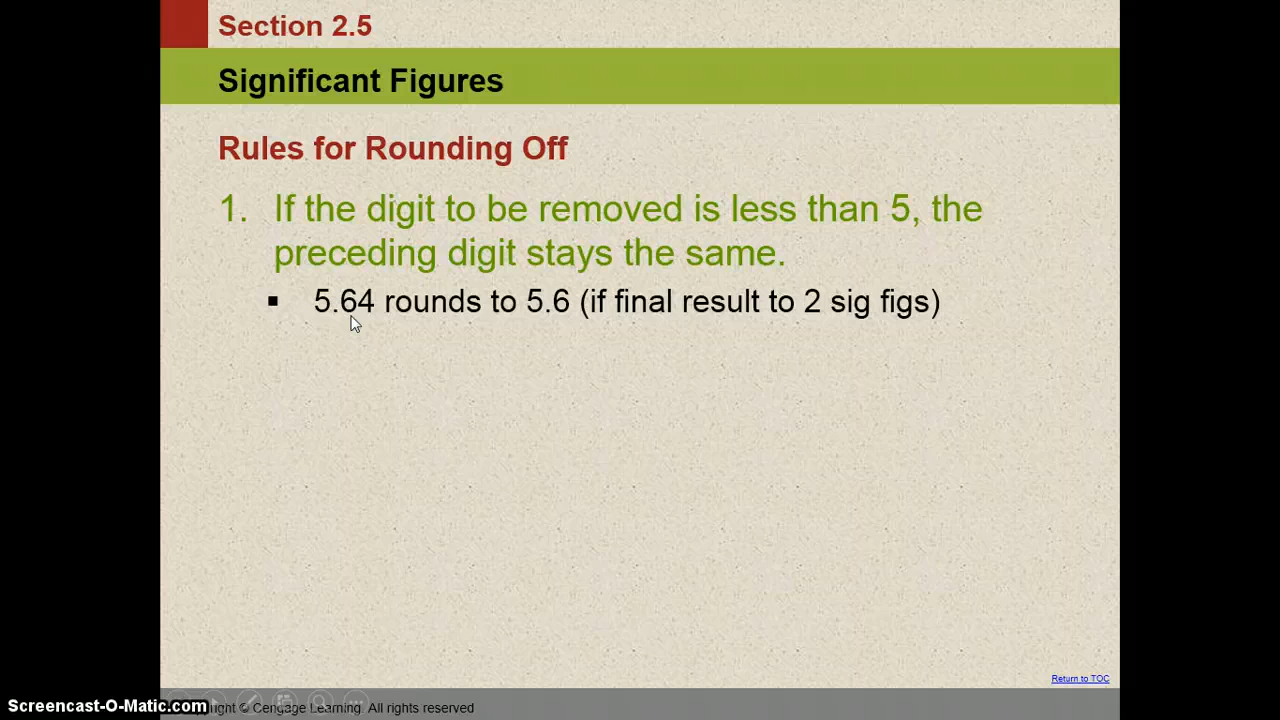 Section 2.5
Significant Figures
Rules for Rounding Off
1. If the digit to be removed is less than 5, the
preceding digit stays the same.
▪ 5.64 rounds to 5.6 (if final result to 2 sig figs)
Return to TOC
Screencast-O-Matic.com
© Cengage Learning. All rights reserved